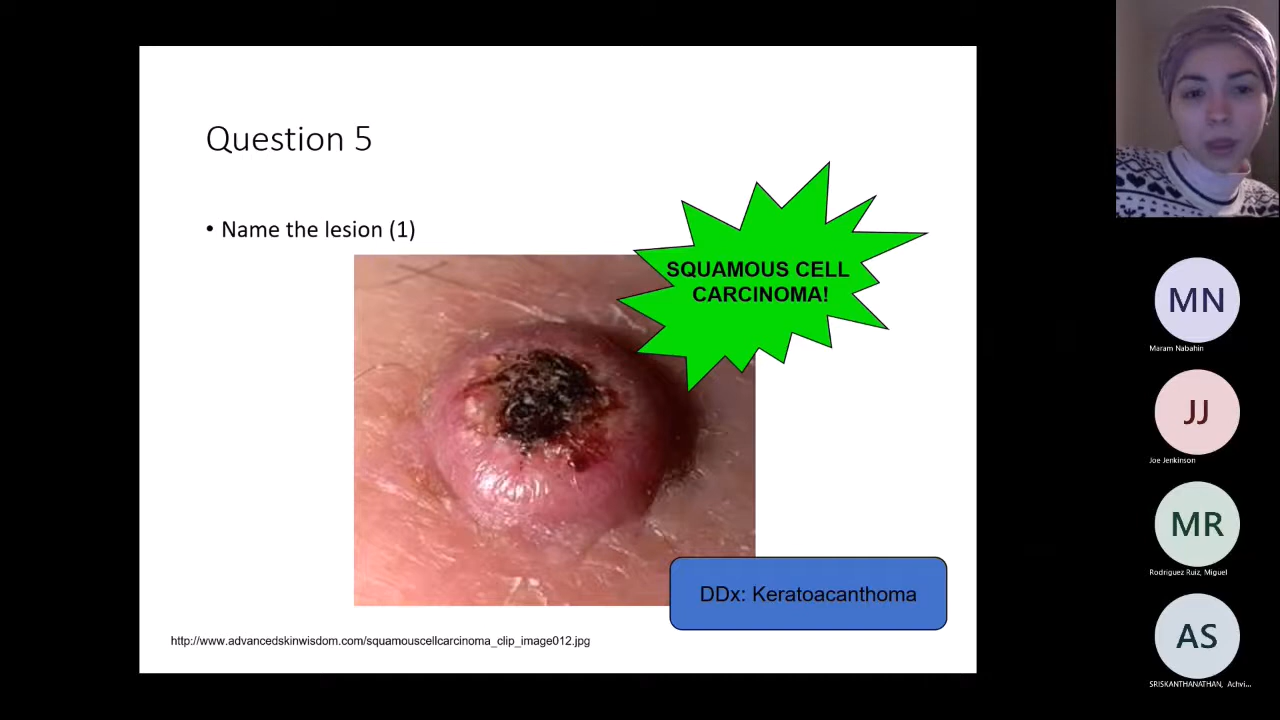 Question 5
• Name the lesion (1)
SQUAMOUS CELL
CARCINOMA!
DDx: Keratoacanthoma
http://www.advancedskinwisdom.com/squamouscellcarcinoma_clip_image012.jpg
MN
Maram Nabahin
JJ
Joe Jenkinson
MR
Rodriguez Ruiz, Miguel
AS
SRISKANTHANATHAN, Achvi...